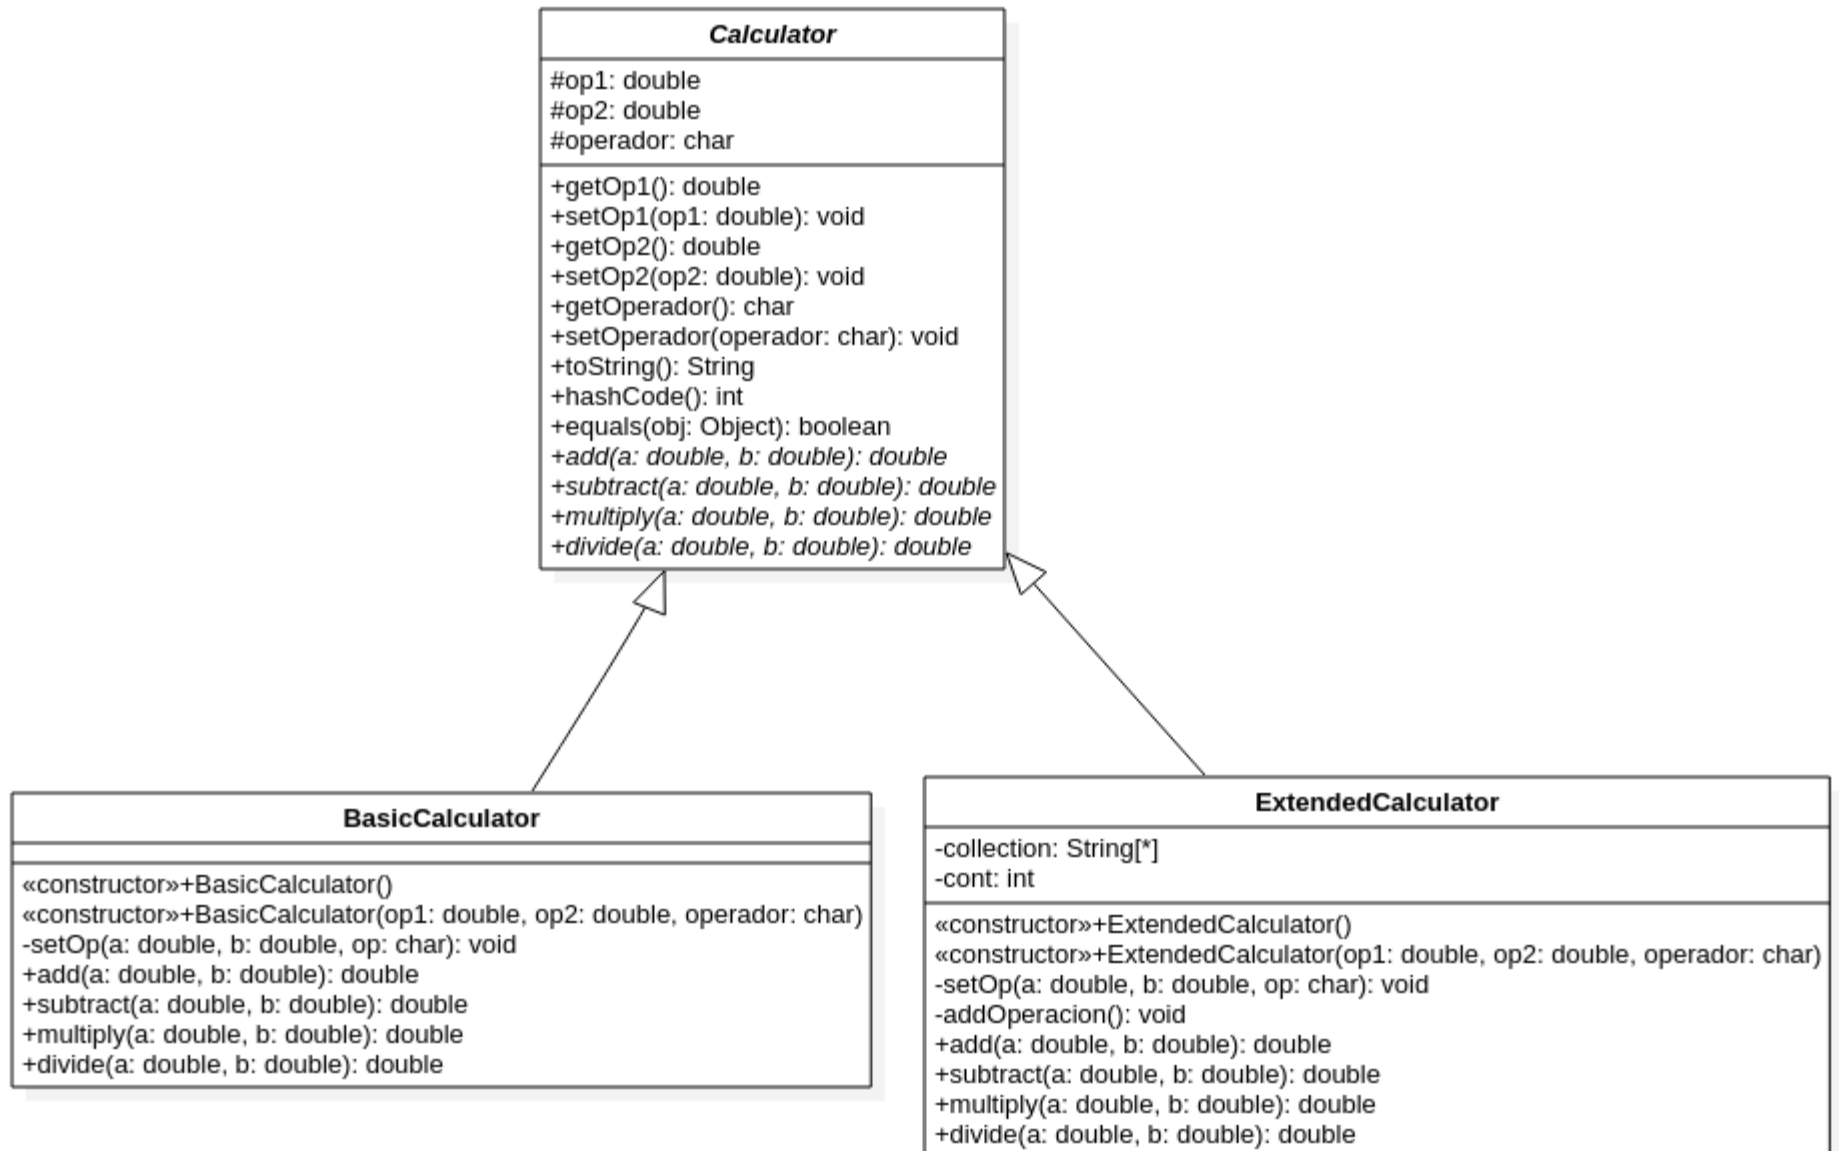 Calculator
#op1: double
#op2: double
#operador: char
+getOp1(): double
+setOp1(op1: double): void
+getOp2(): double
+setOp2(op2: double): void
+getOperador(): char
+setOperador(operador: char): void
+toString(): String
+hashCode(): int
+equals(obj: Object): boolean
+add(a: double, b: double): double
+subtract(a: double, b: double): double
+multiply(a: double, b: double): double
+divide(a: double, b: double): double
BasicCalculator
«constructor»+BasicCalculator()
«constructor»+BasicCalculator(op1: double, op2: double, operador: char)
-setOp(a: double, b: double, op: char): void
+add(a: double, b: double): double
+subtract(a: double, b: double): double
+multiply(a: double, b: double): double
+divide(a: double, b: double): double
ExtendedCalculator
-collection: String[*]
-cont: int
«constructor»+ExtendedCalculator()
«constructor»+ExtendedCalculator(op1: double, op2: double, operador: char)
-setOp(a: double, b: double, op: char): void
-addOperacion(): void
+add(a: double, b: double): double
+subtract(a: double, b: double): double
+multiply(a: double, b: double): double
+divide(a: double, b: double): double